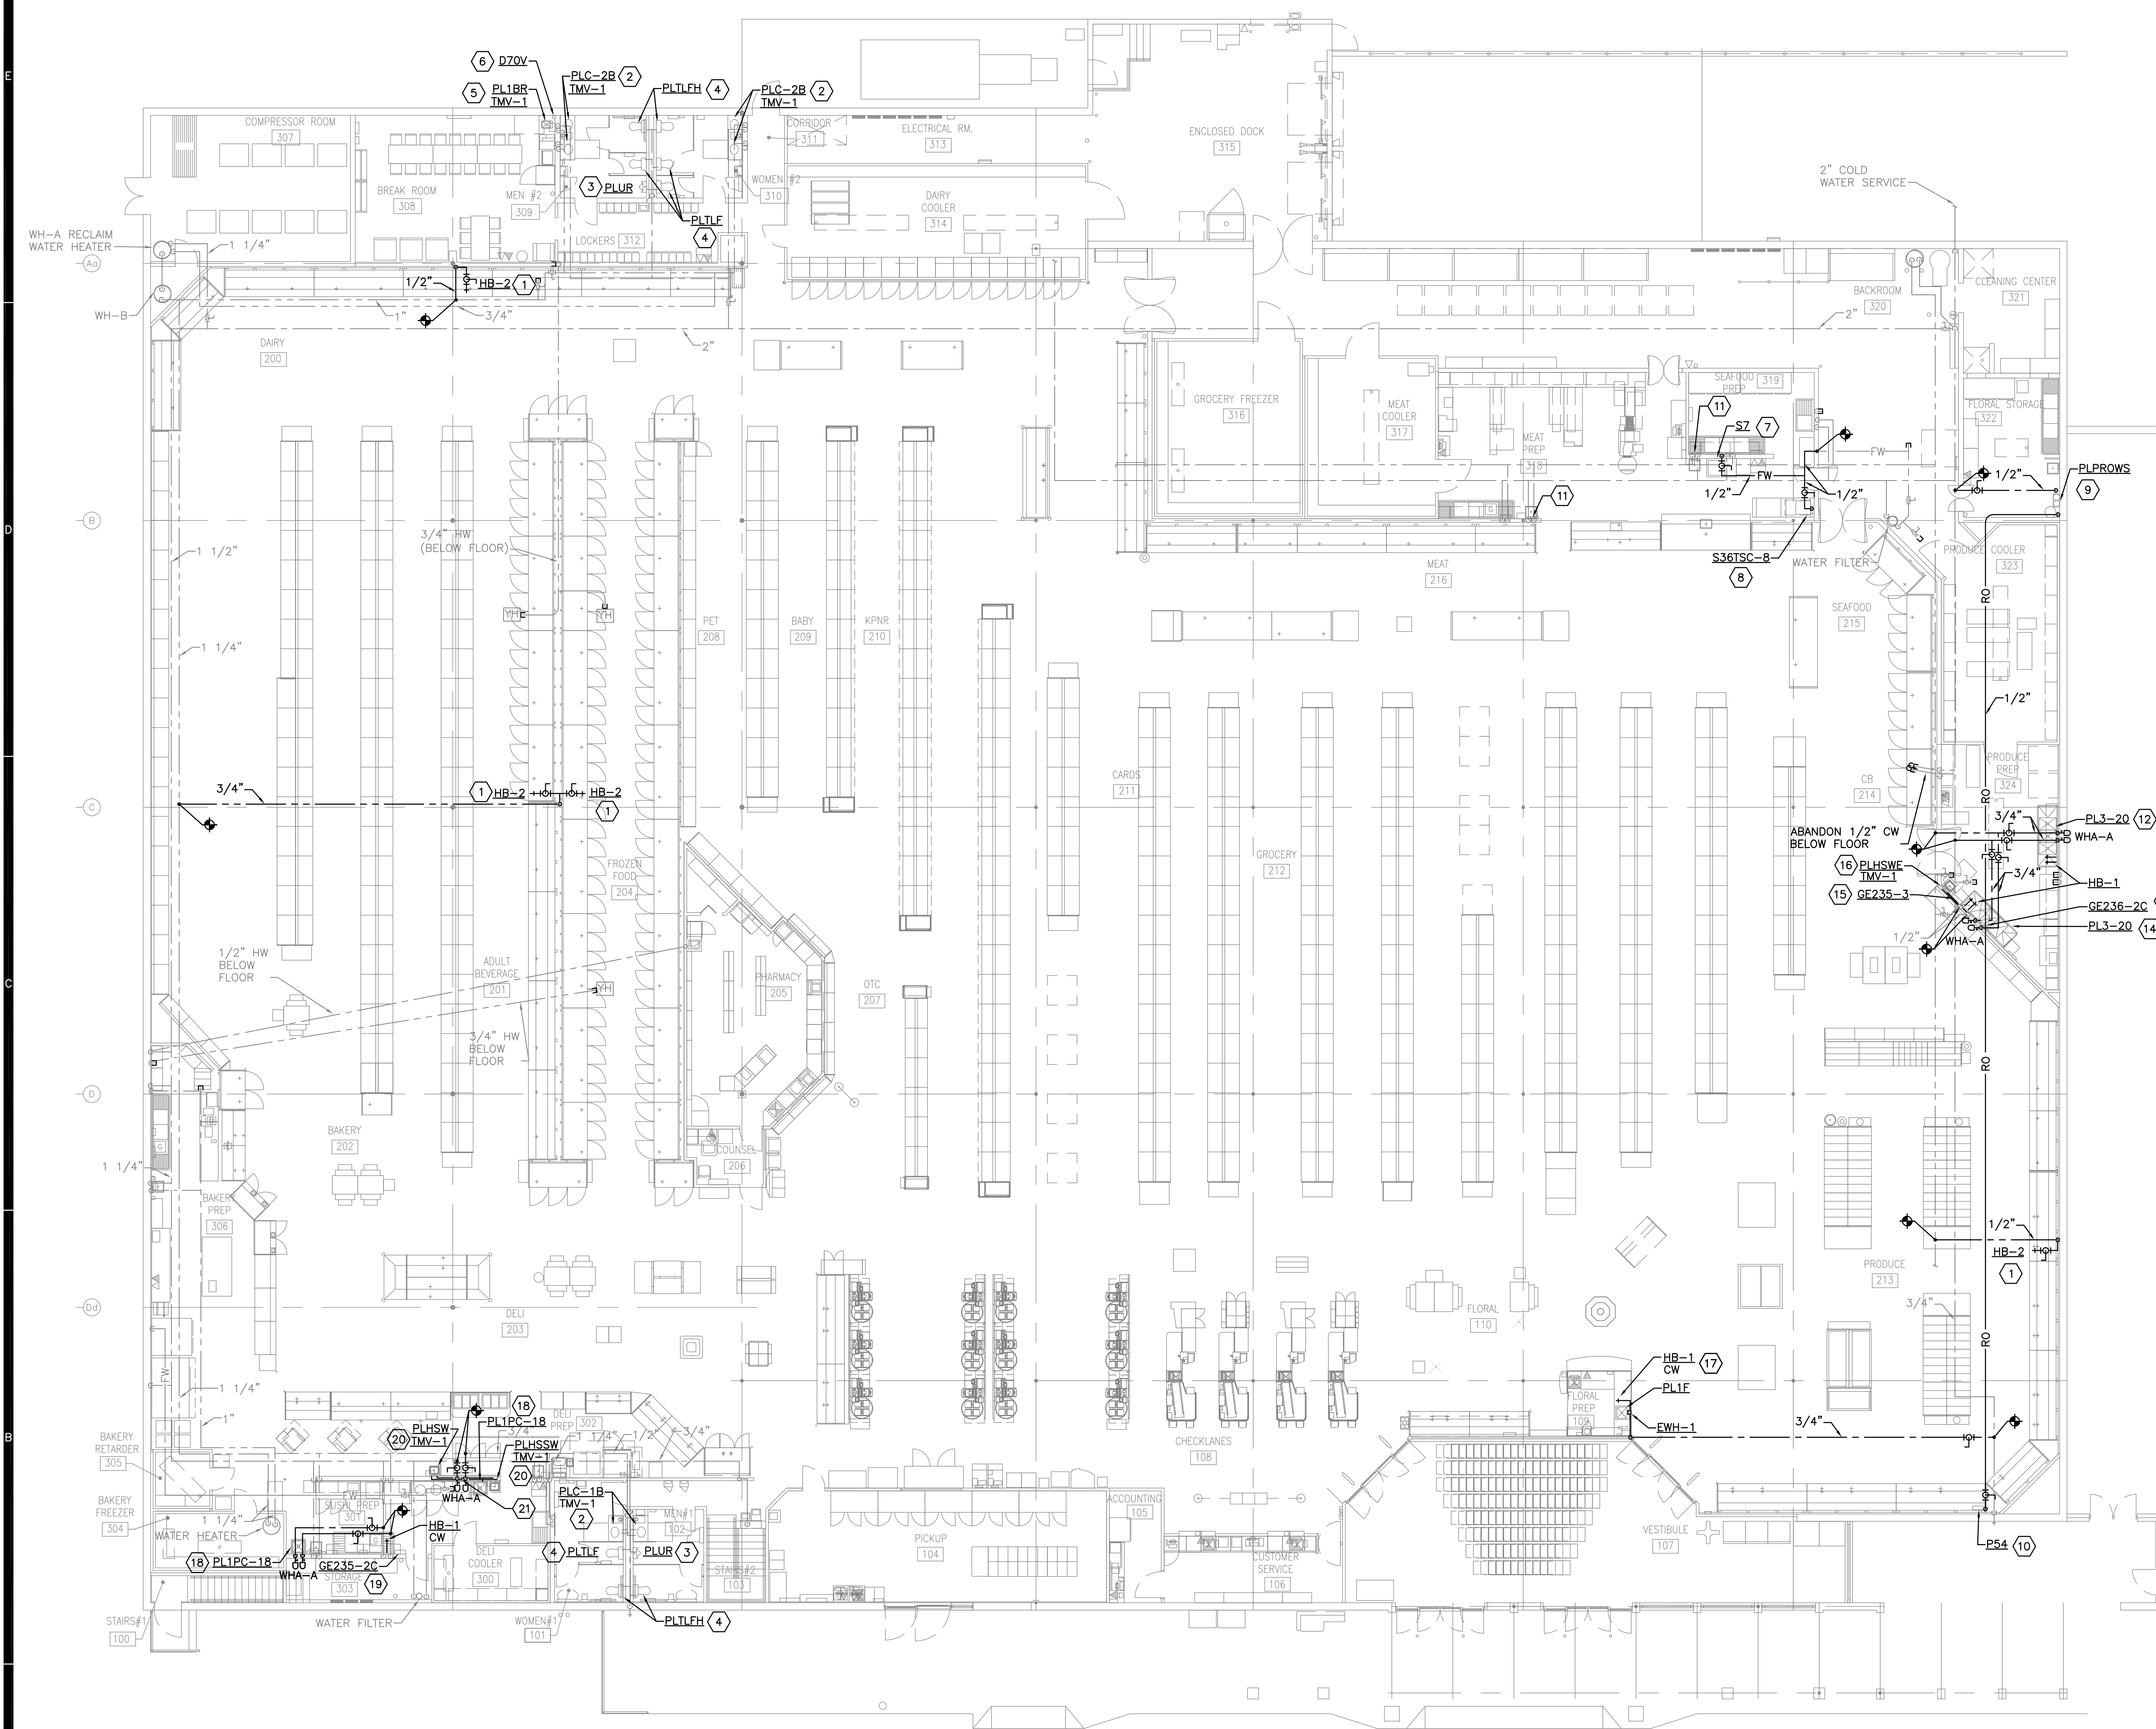 E
6 D70V
PLC-2B 2
TMV-1
5 PL1BR
TMV-1
PLTLFH 4
PLC-2B 2
TMV-1
COMPRESSOR ROOM
307
CORRIDOR
311
ELECTRICAL RM.
313
ENCLOSED DOCK
315
2" COLD
WATER SERVICE
BREAK ROOM
308
MEN #2
309
3 PLUR
WOMEN #2
310
DAIRY
COOLER
314
PLTLF
4
WH-A RECLAIM
WATER HEATER
1 1/4"
LOCKERS 312
Aa
1/2"
HB-2 1
BACKROOM
320
CLEANING CENTER
321
WH-B
1"
3/4"
2"
2"
DAIRY
200
GROCERY FREEZER
316
MEAT
COOLER
317
SEAFOOD 319
PREP
FLORAL STORAGE
322
11
S7 7
MEAT
PREP
318
FW
FW
1/2"
1/2"
1/2"
PLPROWS
9
11
D
B
3/4" HW
(BELOW FLOOR)
S36TSC-8
8
WATER FILTER
PRODUCE COOLER
323
MEAT
216
1 1/2"
RO
YH
YH
PET
208
BABY
209
KPNR
210
SEAFOOD
215
1 1/4"
1/2"
PRODUCE
PREP
324
CARDS
211
CB
214
3/4"
1 HB-2
HB-2
1
C
RO
3/4"
PL3-20 12
WHA-A
ABANDON 1/2" CW
BELOW FLOOR
FROZEN
FOOD
204
GROCERY
212
16 PLHSWE
TMV-1
3/4"
HB-1
15 GE235-3
GE236-2C
PL3-20 14
1/2"
WHA-A
1/2" HW
BELOW
FLOOR
ADULT
BEVERAGE
201
PHARMACY
205
OTC
207
YH
C
3/4" HW
BELOW
FLOOR
RO
D
BAKERY
202
COUNSEL
206
G
1 1/4"
BAKERY
PREP
306
1/2"
HB-2
1
PRODUCE
213
Dd
DELI
203
FLORAL
110
3/4"
RO
FW
1 1/4"
1"
HB-1 17
CW
PL1F
FLORAL
PREP
109
EWH-1
3/4"
B
18
DELI
PREP 302
PL1PC-18
PLHSW
20 TMV-1
3/4
PLHSSW
TMV-1
20
1 1/4"
1/2"
3/4"
BAKERY
RETARDER
305
CHECKLANES
108
WHA-A
21
PLC-1B
TMV-1
2
BAKERY
FREEZER
304
SUSHI PREP
301
MEN#1
102
ACCOUNTING
105
1 1/4"
WATER HEATER
HB-1
CW
PICKUP
104
VESTIBULE
107
P54 10
18 PL1PC-18
WHA-A
GE235-2C
19
STORAGE
303
DELI
COOLER
300
4 PLTLF
PLUR 3
STAIRS#2
103
CUSTOMER
SERVICE
106
STAIRS#1
100
WATER FILTER
WOMEN#1
101
PLTLFH 4